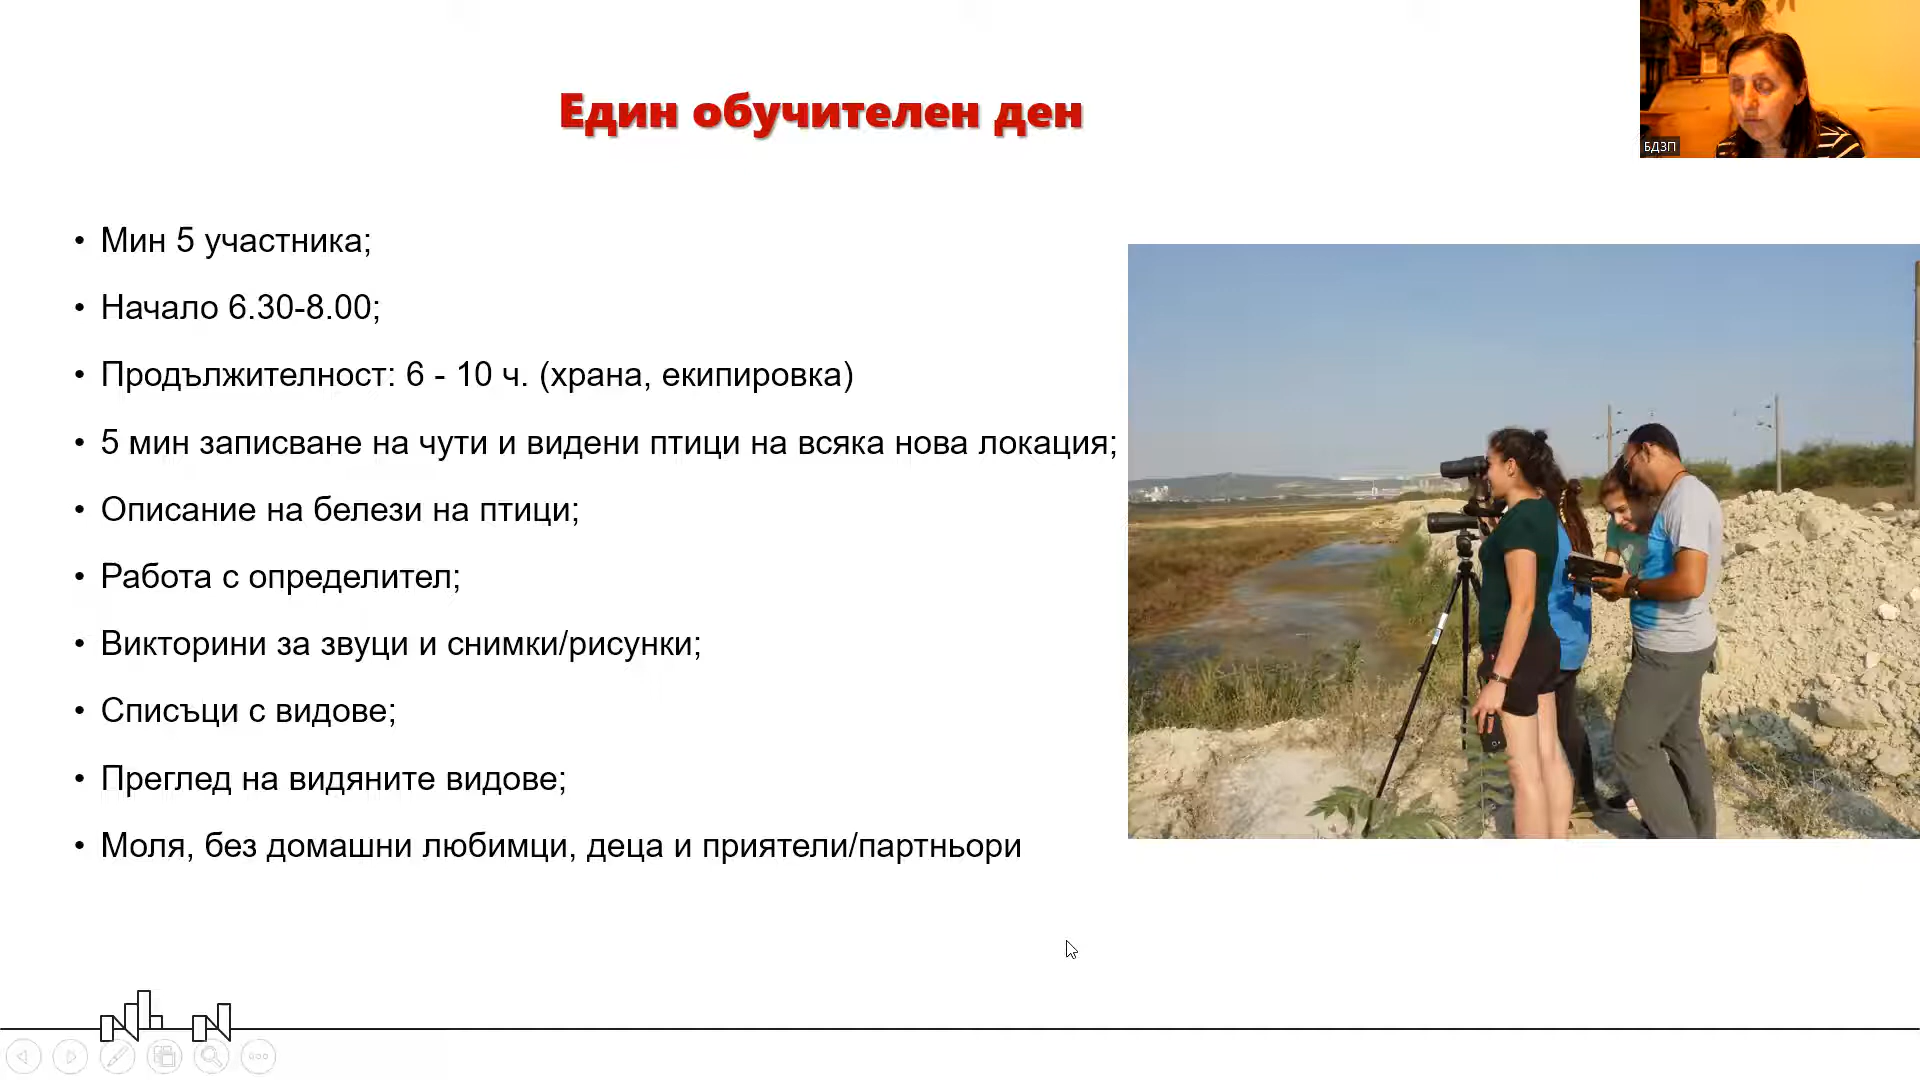 Един обучителен ден
БДЗП
• Мин 5 участника;
• Начало 6.30-8.00;
• Продължителност: 6 - 10 ч. (храна, екипировка)
• 5 мин записване на чути и видени птици на всяка нова локация;
• Описание на белези на птици;
• Работа с определител;
• Викторини за звуци и снимки/рисунки;
• Списъци с видове;
• Преглед на видяните видове;
• Моля, без домашни любимци, деца и приятели/партньори